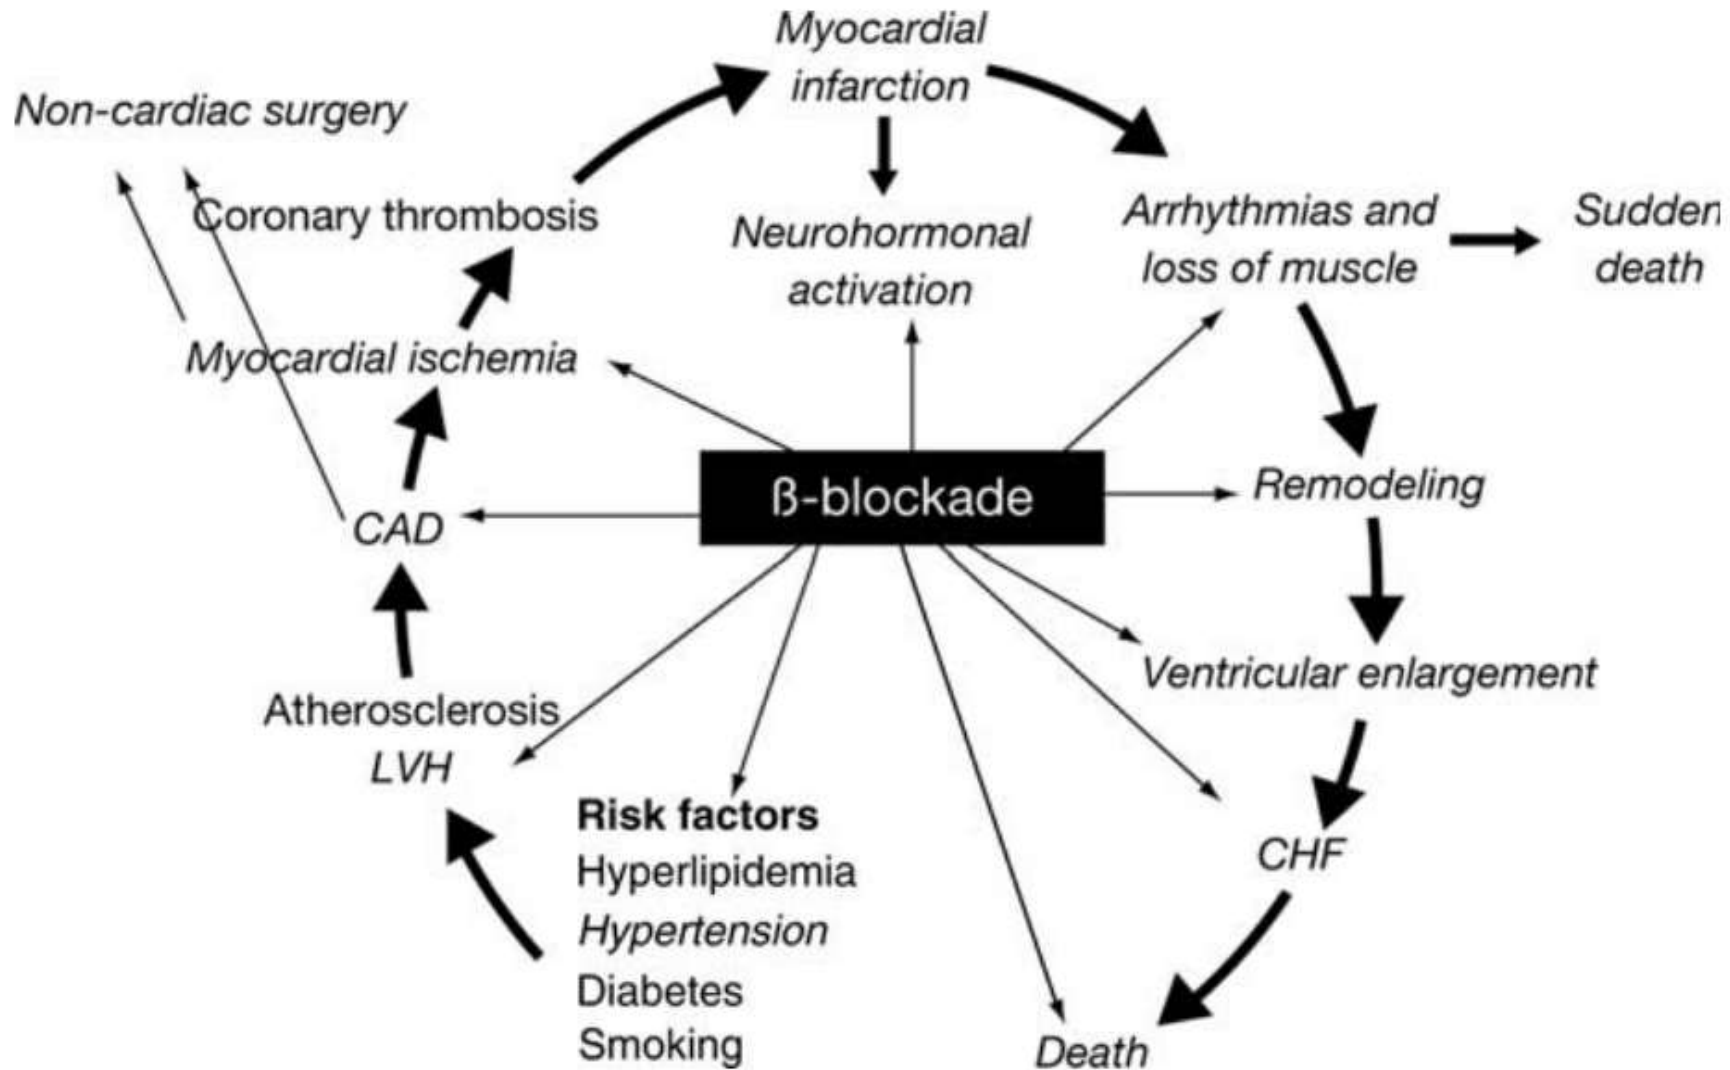 Myocardial
infarction
Non-cardiac surgery
Coronary thrombosis
Neurohormonal
activation
Arrhythmias and
loss of muscle
Sudden
death
Myocardial ischemia
ß-blockade
Remodeling
CAD
Ventricular enlargement
Atherosclerosis
LVH
Risk factors
Hyperlipidemia
Hypertension
Diabetes
Smoking
CHF
Death